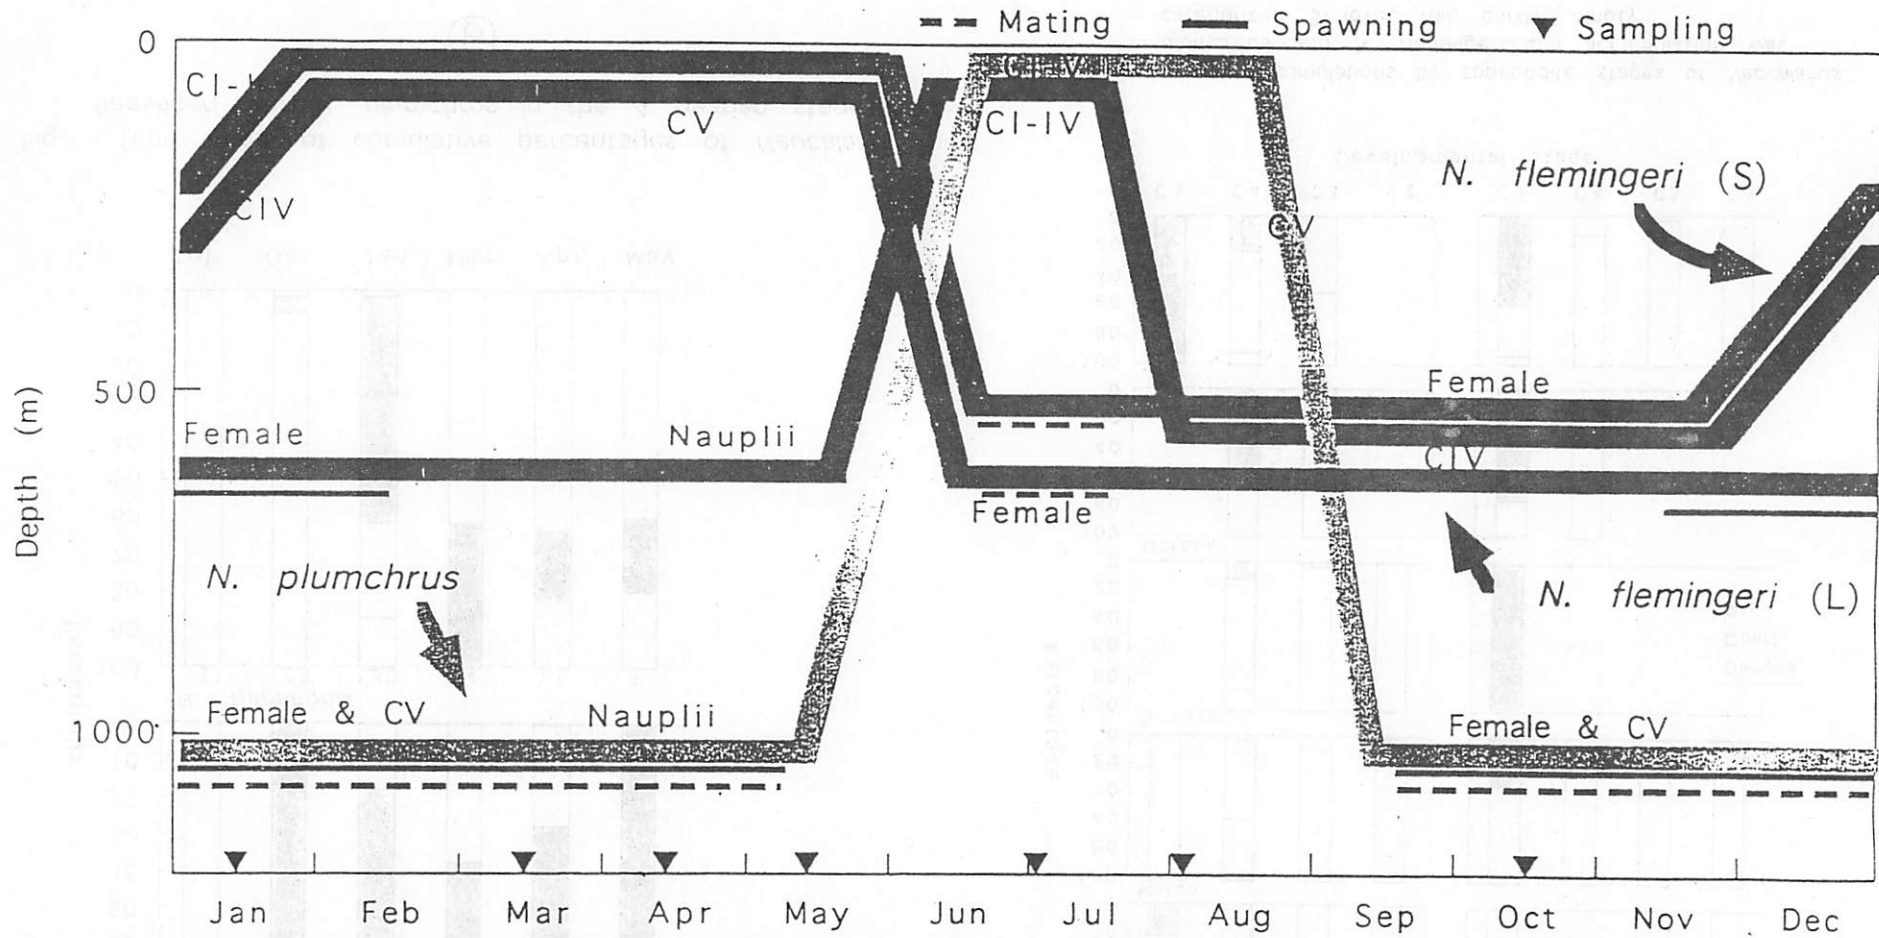 Mating Spawning Sampling
0
CI-
CV
CI-IV
CIV
N. flemingeri (S)
CV
500
Female
Female
Nauplii
CIV
Female
Depth (m)
N. plumchrus
N. flemingeri (L)
1000
Female & CV
Nauplii
Female & CV
Jan Feb Mar Apr May Jun Jul Aug Sep Oct Nov Dec